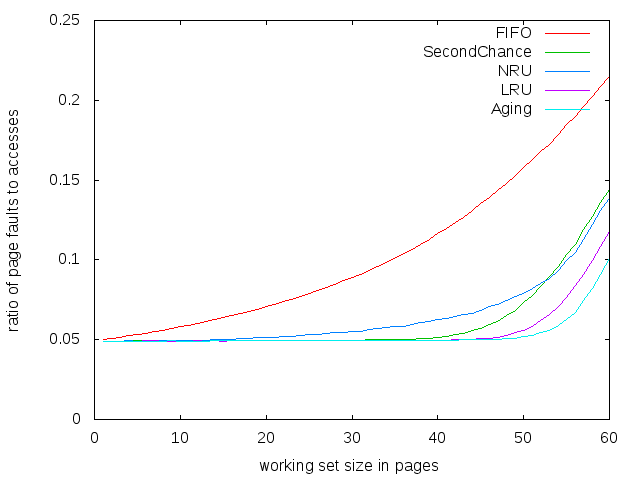 0.25
0.2
0.15
0.1
0.05
0
0
10
20
30
40
50
60
ratio of page faults to accesses
working set size in pages
FIFO
SecondChance
NRU
LRU
Aging